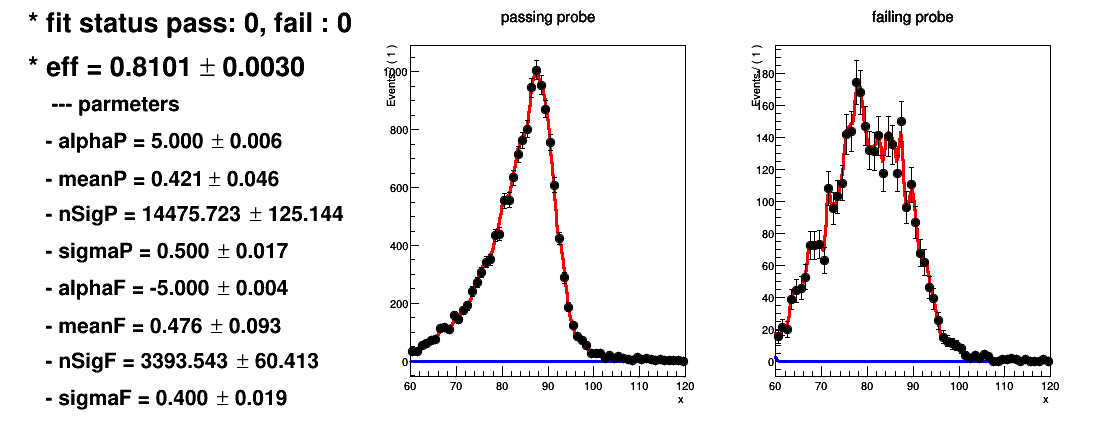 * fit status pass: 0, fail : 0
* eff = 0.8101 ± 0.0030
--- parmeters
- alphaP = 5.000 ± 0.006
- meanP = 0.421 ± 0.046
- nSigP = 14475.723 ± 125.144
- sigmaP = 0.500 ± 0.017
- alphaF = -5.000 ± 0.004
- meanF = 0.476 ± 0.093
- nSigF = 3393.543 ± 60.413
- sigmaF = 0.400 ± 0.019
passing probe
Events / ( 1 )
1000
800
600
400
200
0
60 70 80 90 100 110 120
x
failing probe
Events / ( 1 )
180
160
140
120
100
80
60
40
20
0
60 70 80 90 100 110 120
x